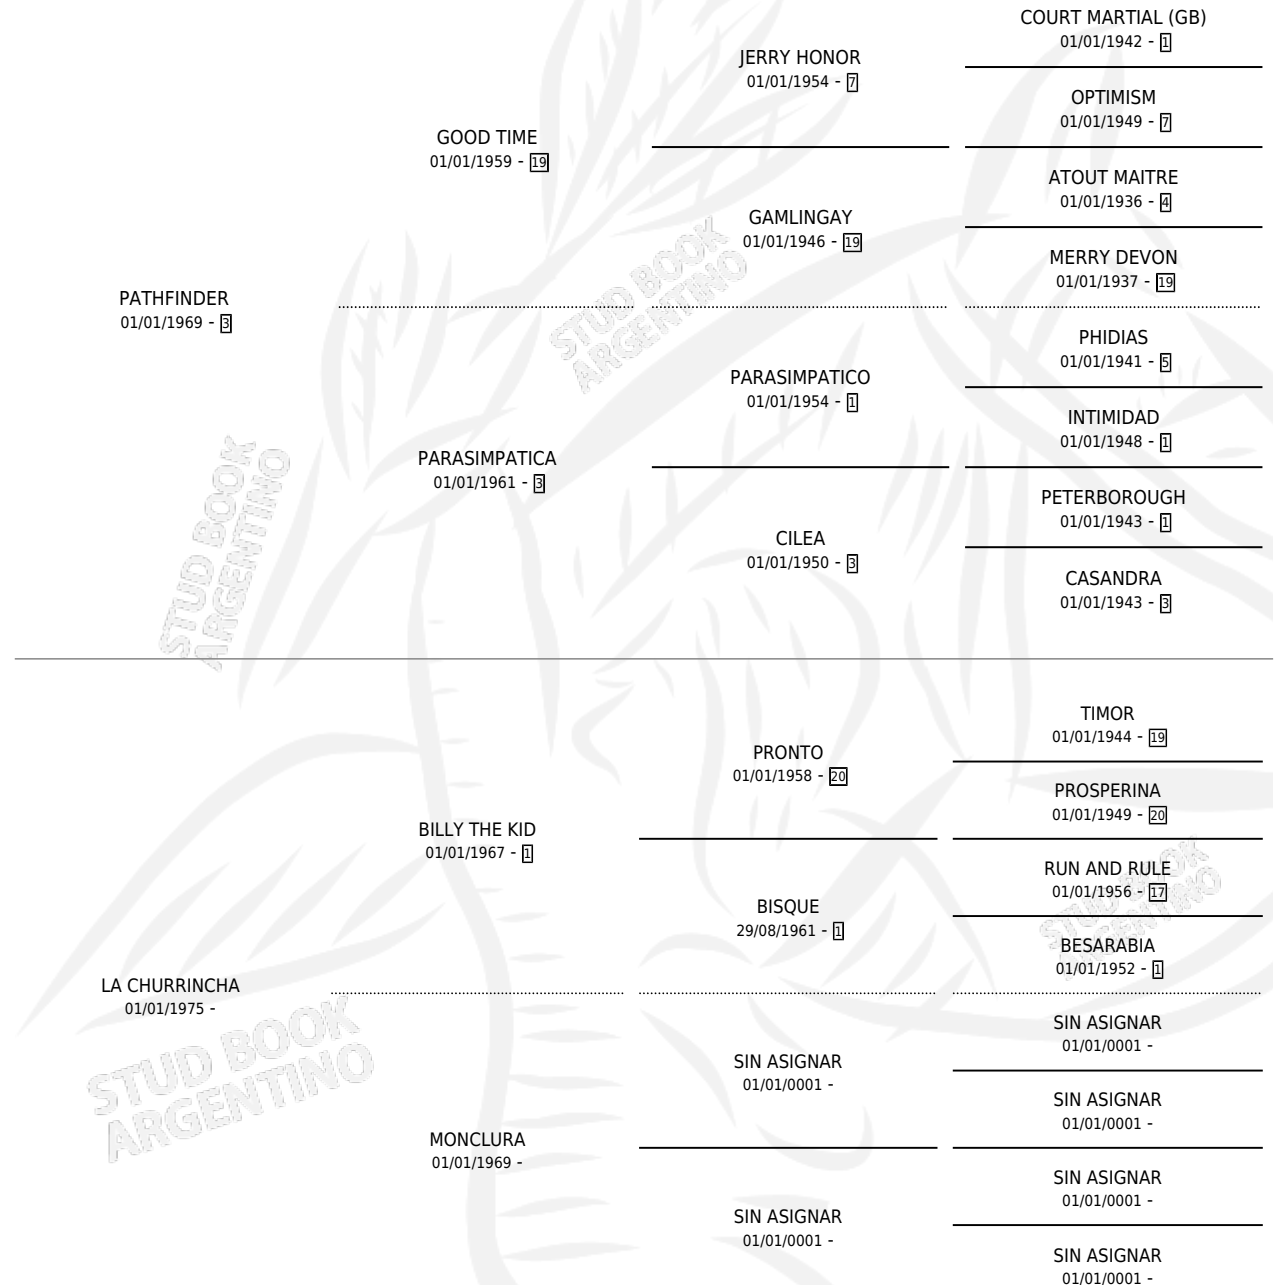 COURT MARTIAL (GB)
01/01/1942 - 1
JERRY HONOR
01/01/1954 - 7
OPTIMISM
01/01/1949 - 7
GOOD TIME
01/01/1959 - 19
ATOUT MAITRE
01/01/1936 - 4
GAMLINGAY
01/01/1946 - 19
MERRY DEVON
01/01/1937 - 19
PATHFINDER
01/01/1969 - 3
PHIDIAS
01/01/1941 - 5
PARASIMPATICO
01/01/1954 - 1
INTIMIDAD
01/01/1948 - 1
PARASIMPATICA
01/01/1961 - 3
PETERBOROUGH
01/01/1943 - 1
CILEA
01/01/1950 - 3
CASANDRA
01/01/1943 - 3
TIMOR
01/01/1944 - 19
PRONTO
01/01/1958 - 20
PROSPERINA
01/01/1949 - 20
BILLY THE KID
01/01/1967 - 1
RUN AND RULE
01/01/1956 - 17
BISQUE
29/08/1961 - 1
BESARABIA
01/01/1952 - 1
LA CHURRINCHA
01/01/1975 -
SIN ASIGNAR
01/01/0001 -
SIN ASIGNAR
01/01/0001 -
SIN ASIGNAR
01/01/0001 -
MONCLURA
01/01/1969 -
SIN ASIGNAR
01/01/0001 -
SIN ASIGNAR
01/01/0001 -
SIN ASIGNAR
01/01/0001 -
STUD BOOK
ARGENTINO
STUD BOOK
ARGENTINO
STUD BOOK
ARGENTINO
STUD BOOK
ARGENTINO